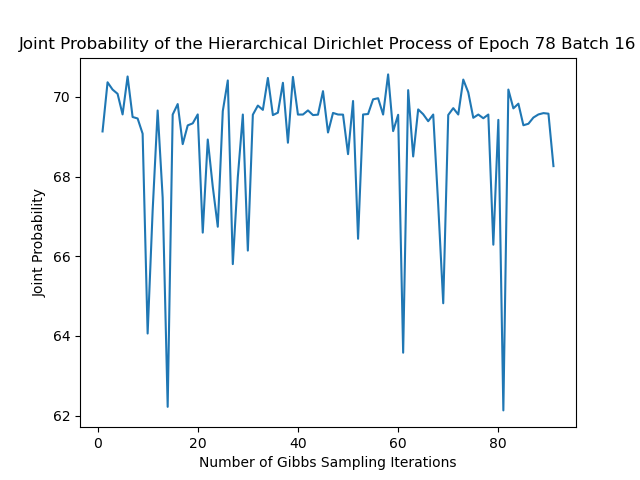 Joint Probability of the Hierarchical Dirichlet Process of Epoch 78 Batch 16
70
68
66
64
62
Joint Probability
0 20 40 60 80
Number of Gibbs Sampling Iterations